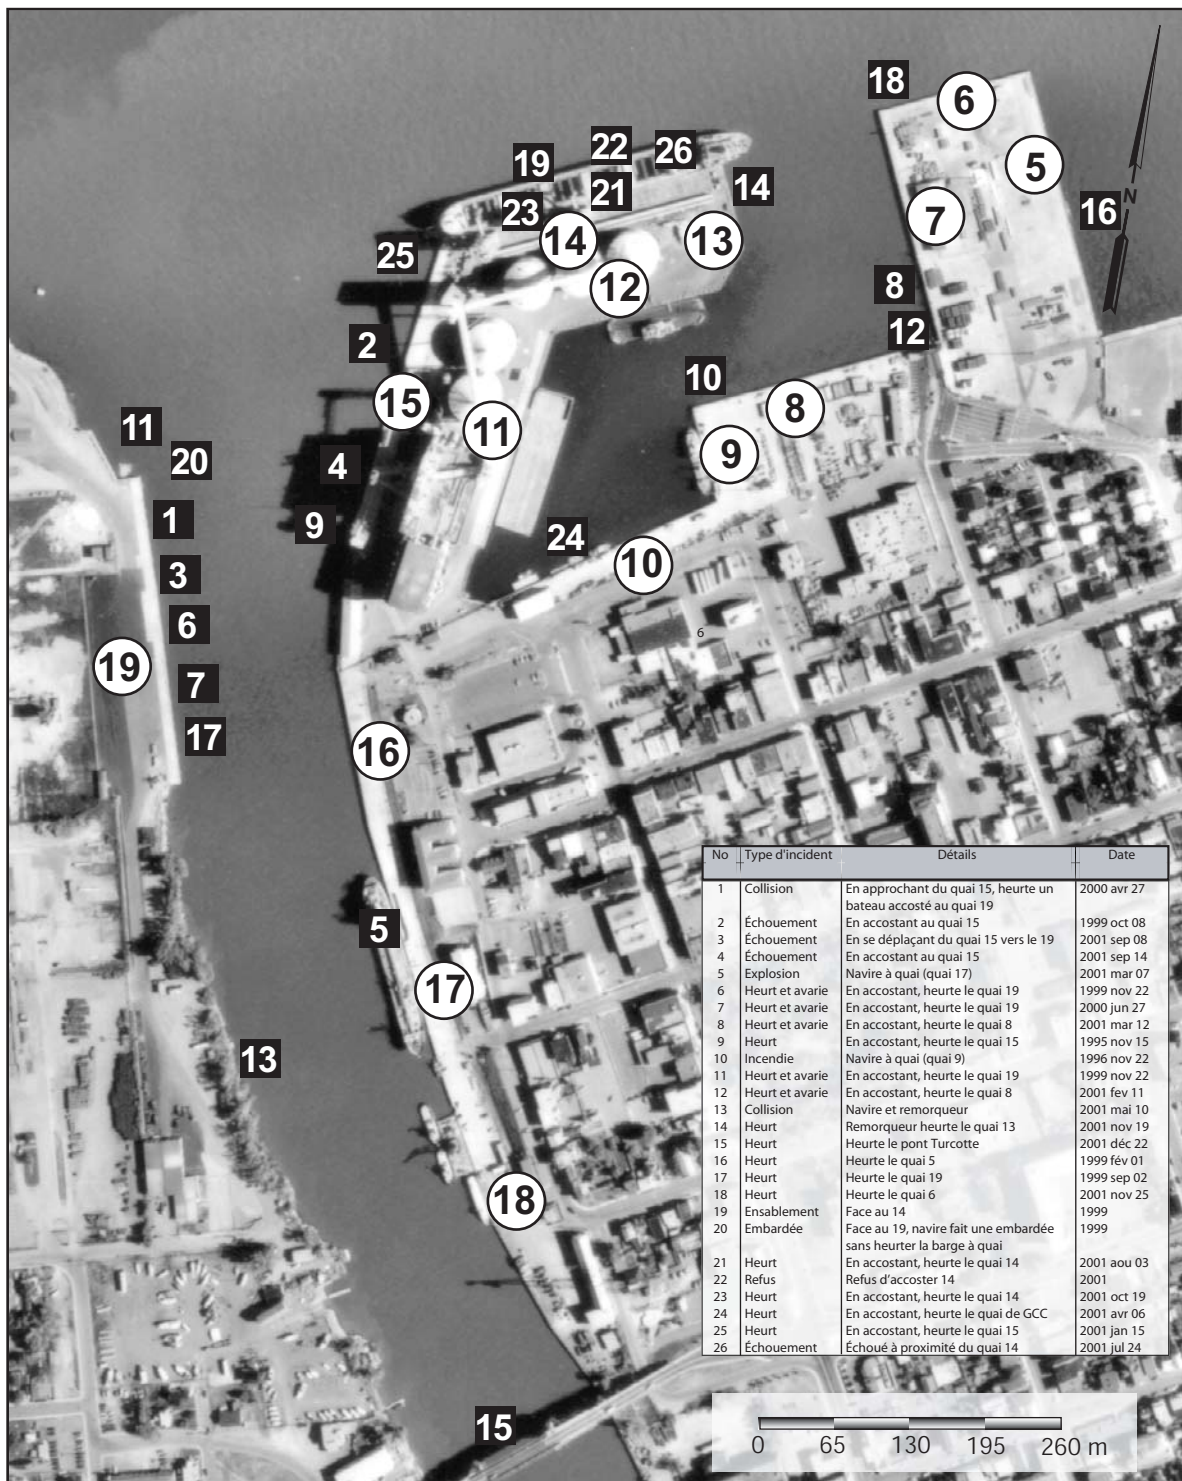 18
6
22
26
19
5
21
14
16
N
23
7
14
13
25
12
8
2
12
10
15
8
11
11
9
20
4
1
9
24
3
10
6
6
19
7
17
16
5
17
13
18
15
No Type d'incident Détails Date
1 Collision En approchant du quai 15, heurte un 2000 avr 27
bateau accosté au quai 19
2 Échouement En accostant au quai 15 1999 oct 08
3 Échouement En se déplaçant du quai 15 vers le 19 2001 sep 08
4 Échouement En accostant au quai 15 2001 sep 14
5 Explosion Navire à quai (quai 17) 2001 mar 07
6 Heurt et avarie En accostant, heurte le quai 19 1999 nov 22
7 Heurt et avarie En accostant, heurte le quai 19 2000 jun 27
8 Heurt et avarie En accostant, heurte le quai 8 2001 mar 12
9 Heurt En accostant, heurte le quai 15 1995 nov 15
10 Incendie Navire à quai (quai 9) 1996 nov 22
11 Heurt et avarie En accostant, heurte le quai 19 1999 nov 22
12 Heurt et avarie En accostant, heurte le quai 8 2001 fev 11
13 Collision Navire et remorqueur 2001 mai 10
14 Heurt Remorqueur heurte le quai 13 2001 nov 19
15 Heurt Heurte le pont Turcotte 2001 déc 22
16 Heurt Heurte le quai 5 1999 fév 01
17 Heurt Heurte le quai 19 1999 sep 02
18 Heurt Heurte le quai 6 2001 nov 25
19 Ensablement Face au 14 1999
20 Embardée Face au 19, navire fait une embardée 1999
sans heurter la barge à quai
21 Heurt En accostant, heurte le quai 14 2001 aou 03
22 Refus Refus d'accoster 14 2001
23 Heurt En accostant, heurte le quai 14 2001 oct 19
24 Heurt En accostant, heurte le quai de GCC 2001 avr 06
25 Heurt En accostant, heurte le quai 15 2001 jan 15
26 Échouement Échoué à proximité du quai 14 2001 jul 24
0 65 130 195 260 m